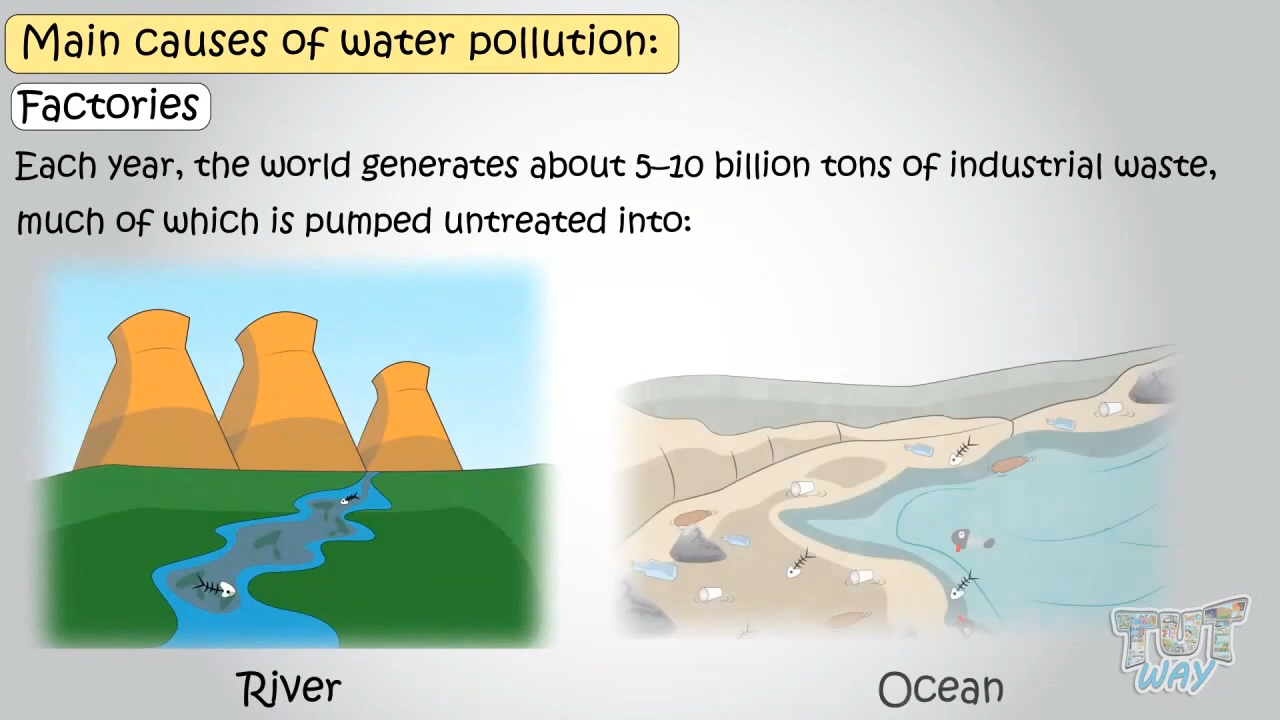 Main causes of water pollution:
Factories
Each year, the world generates about 5–10 billion tons of industrial waste,
much of which is pumped untreated into:
River
Ocean
TUT
WAY